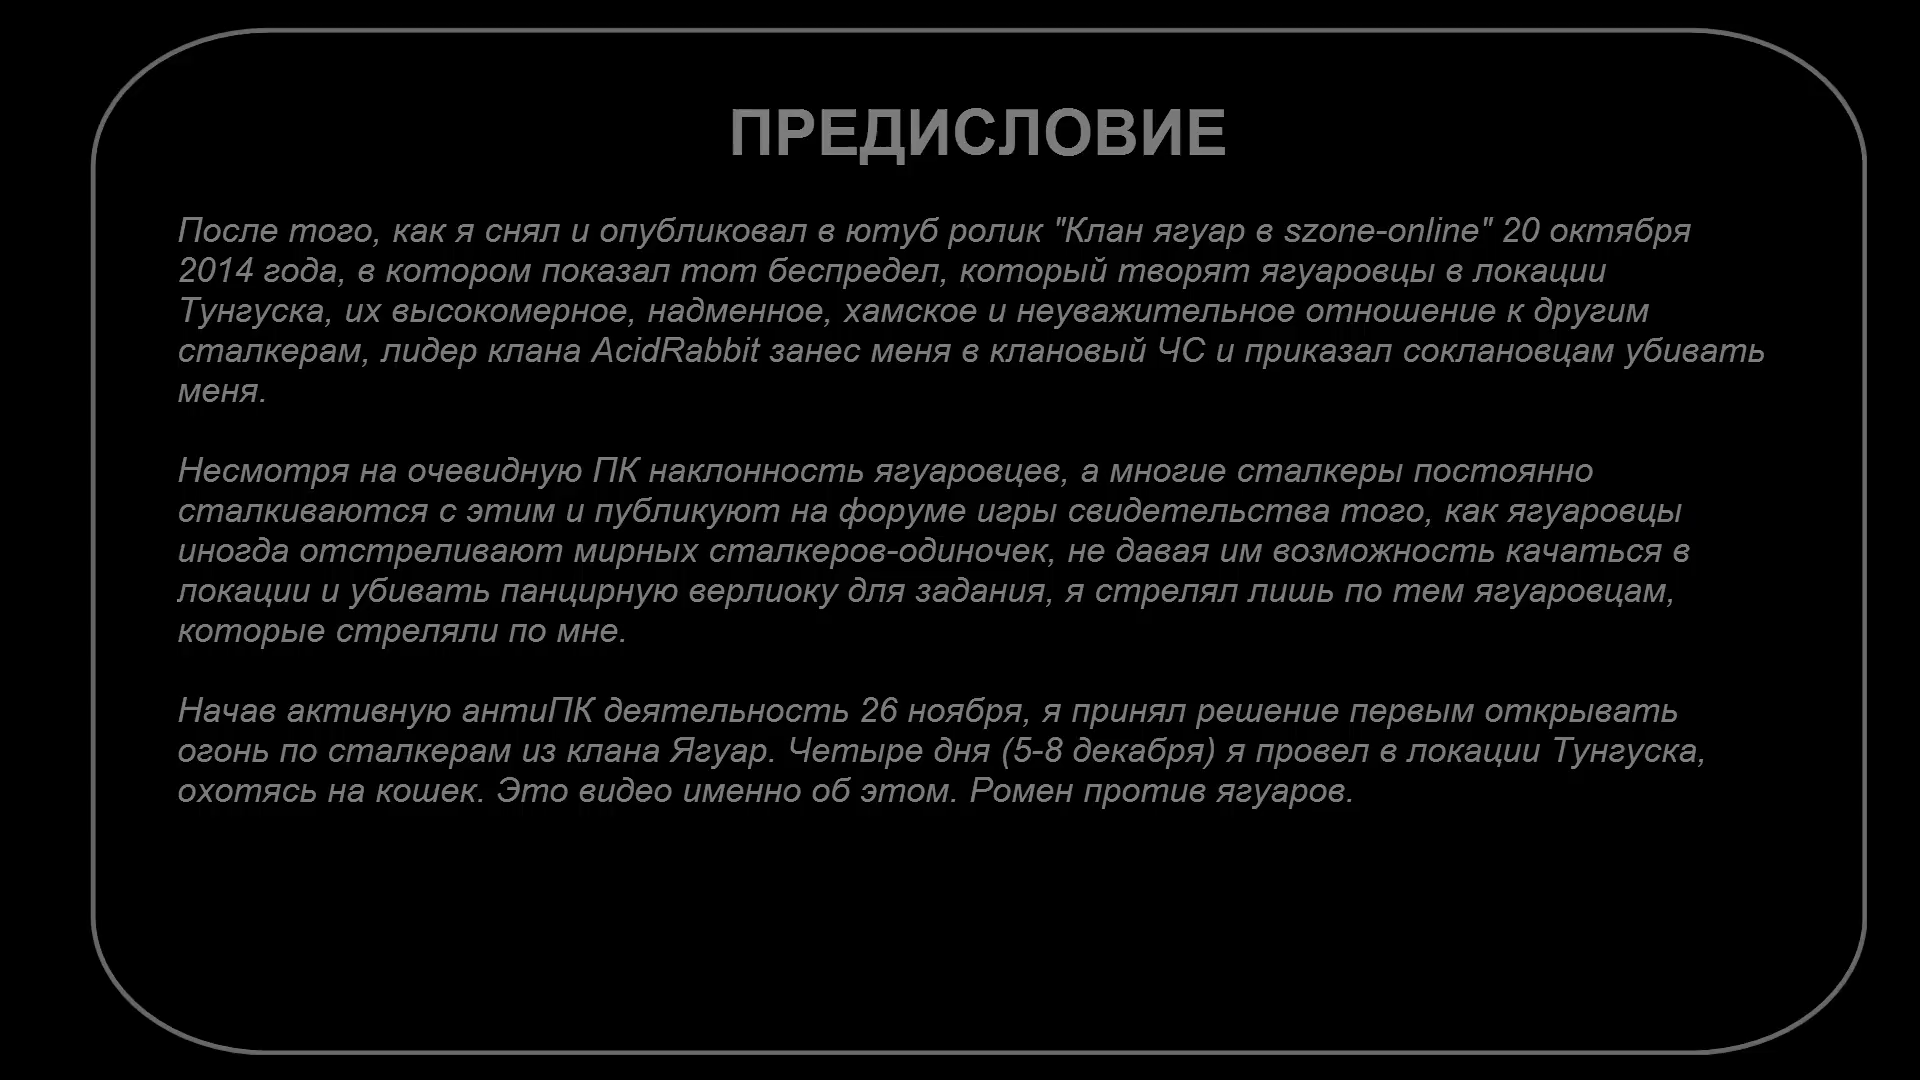 ПРЕДИСЛОВИЕ
После того, как я снял и опубликовал в ютуб ролик "Клан ягуар в szone-online" 20 октября
2014 года, в котором показал тот беспредел, который творят ягуаровцы в локации
Тунгуска, их высокомерное, надменное, хамское и неуважительное отношение к другим
сталкерам, лидер клана AcidRabbit занес меня в клановый ЧС и приказал соклановцам убивать
меня.
Несмотря на очевидную ПК наклонность ягуаровцев, а многие сталкеры постоянно
сталкиваются с этим и публикуют на форуме игры свидетельства того, как ягуаровцы
иногда отстреливают мирных сталкеров-одиночек, не давая им возможность качаться в
локации и убивать панцирную верлиоку для задания, я стрелял лишь по тем ягуаровцам,
которые стреляли по мне.
Начав активную антиПК деятельность 26 ноября, я принял решение первым открывать
огонь по сталкерам из клана Ягуар. Четыре дня (5-8 декабря) я провел в локации Тунгуска,
охотясь на кошек. Это видео именно об этом. Ромен против ягуаров.